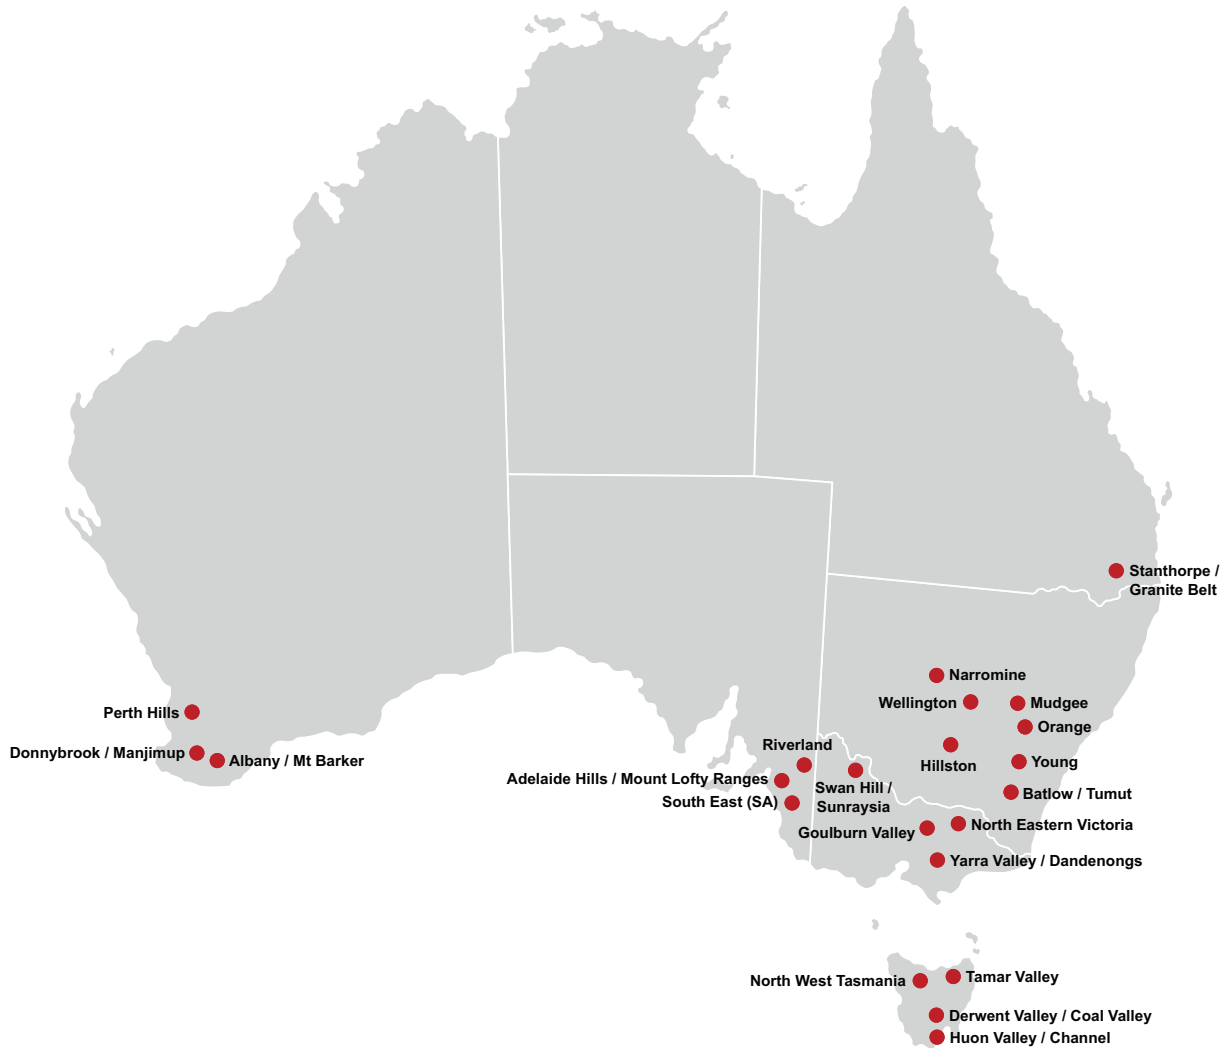 Stanthorpe /
Granite Belt
Narromine
Wellington
Mudgee
Perth Hills
Orange
Riverland
Donnybrook / Manjimup
Albany / Mt Barker
Hillston
Young
Adelaide Hills / Mount Lofty Ranges
Swan Hill /
Sunraysia
Batlow / Tumut
South East (SA)
Goulburn Valley
North Eastern Victoria
Yarra Valley / Dandenongs
North West Tasmania
Tamar Valley
Derwent Valley / Coal Valley
Huon Valley / Channel